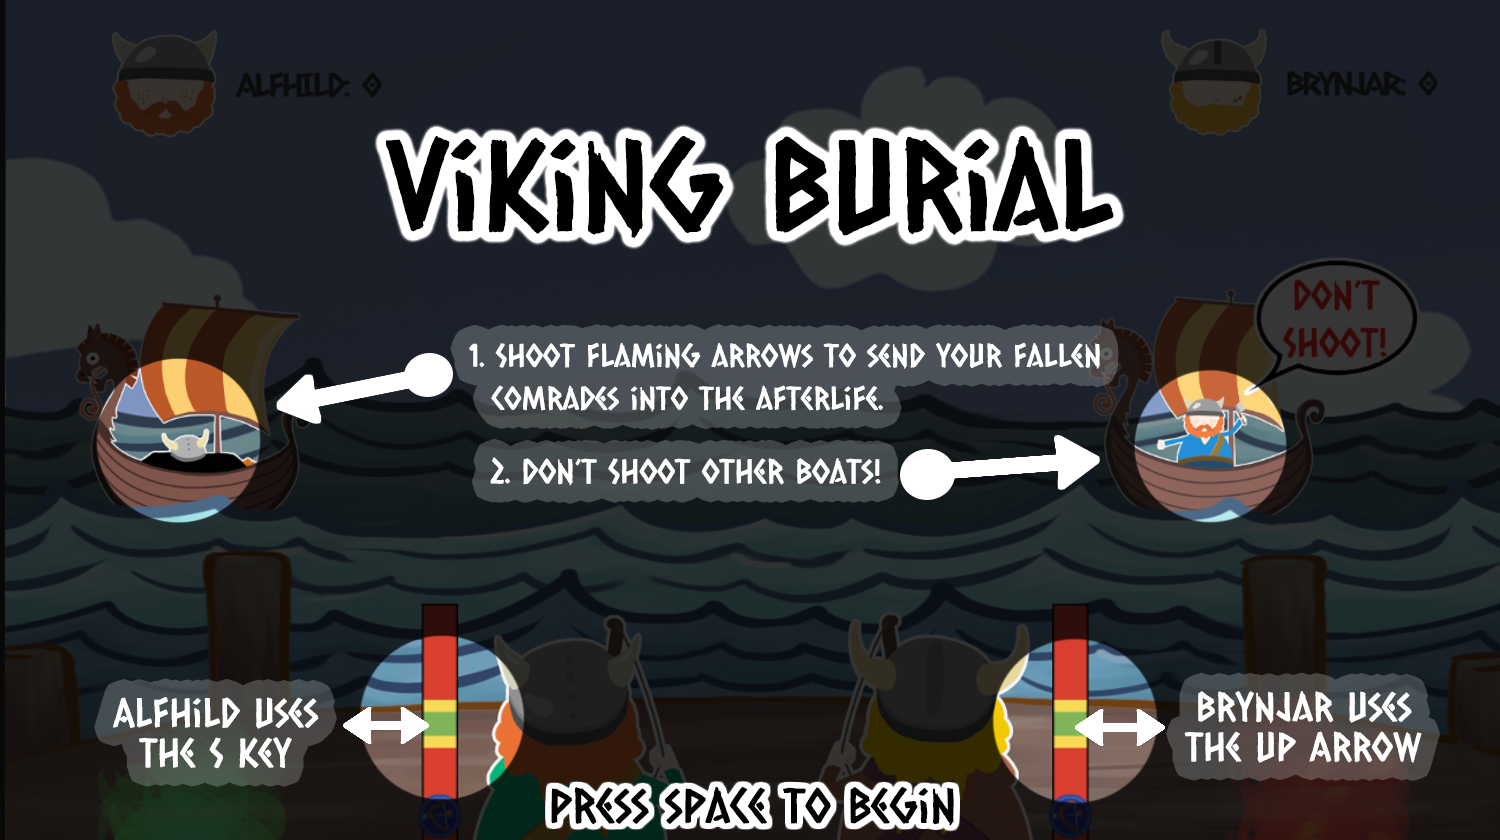 ALFHILD: 0
BRYNJAR: 0
VIKING BURIAL
DON'T
SHOOT!
1. SHOOT FLAMING ARROWS TO SEND YOUR FALLEN
COMRADES INTO THE AFTERLIFE.
2. DON'T SHOOT OTHER BOATS!
ALFHILD USES
THE S KEY
BRYNJAR USES
THE UP ARROW
PRESS SPACE TO BEGIN